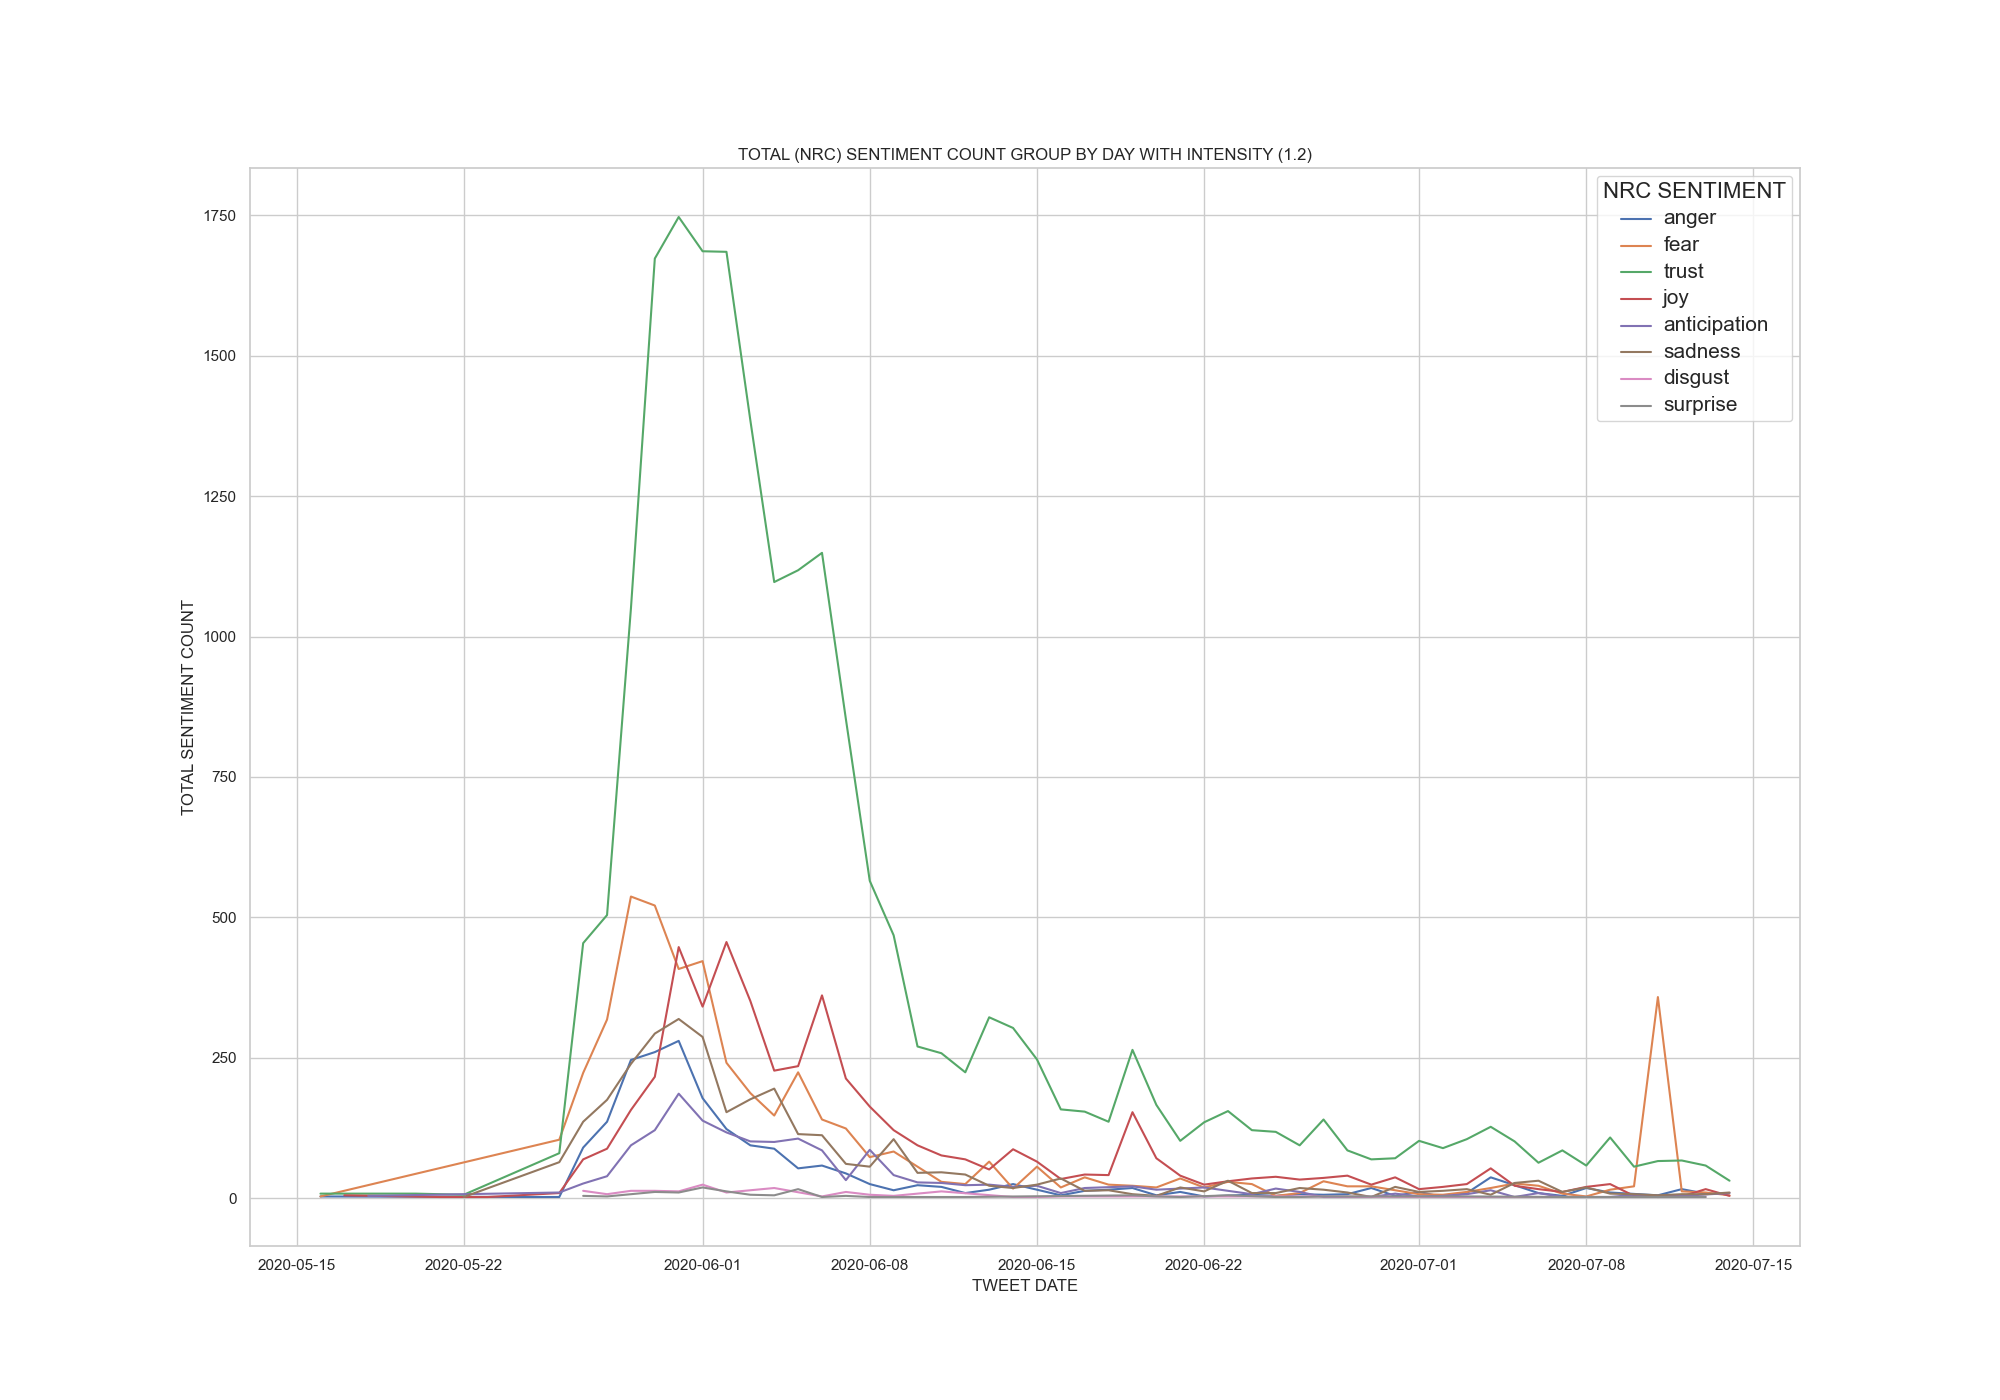 TOTAL (NRC) SENTIMENT COUNT GROUP BY DAY WITH INTENSITY (1.2)
NRC SENTIMENT
anger
fear
trust
joy
anticipation
sadness
disgust
surprise
TOTAL SENTIMENT COUNT
1750
1500
1250
1000
750
500
250
0
2020-05-15 2020-05-22 2020-06-01 2020-06-08 2020-06-15 2020-06-22 2020-07-01 2020-07-08 2020-07-15
TWEET DATE